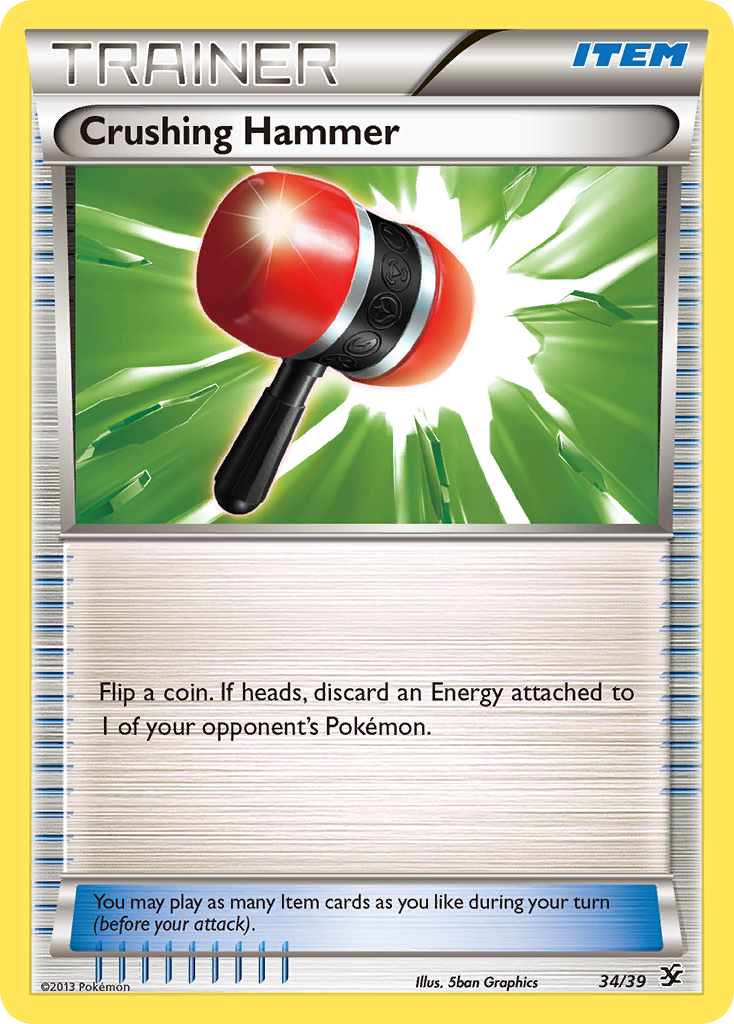 TRAINER
ITEM
Crushing Hammer
Flip a coin. If heads, discard an Energy attached to
1 of your opponent's Pokémon.
You may play as many Item cards as you like during your turn
(before your attack).
©2013 Pokémon
Illus. 5ban Graphics
34/39